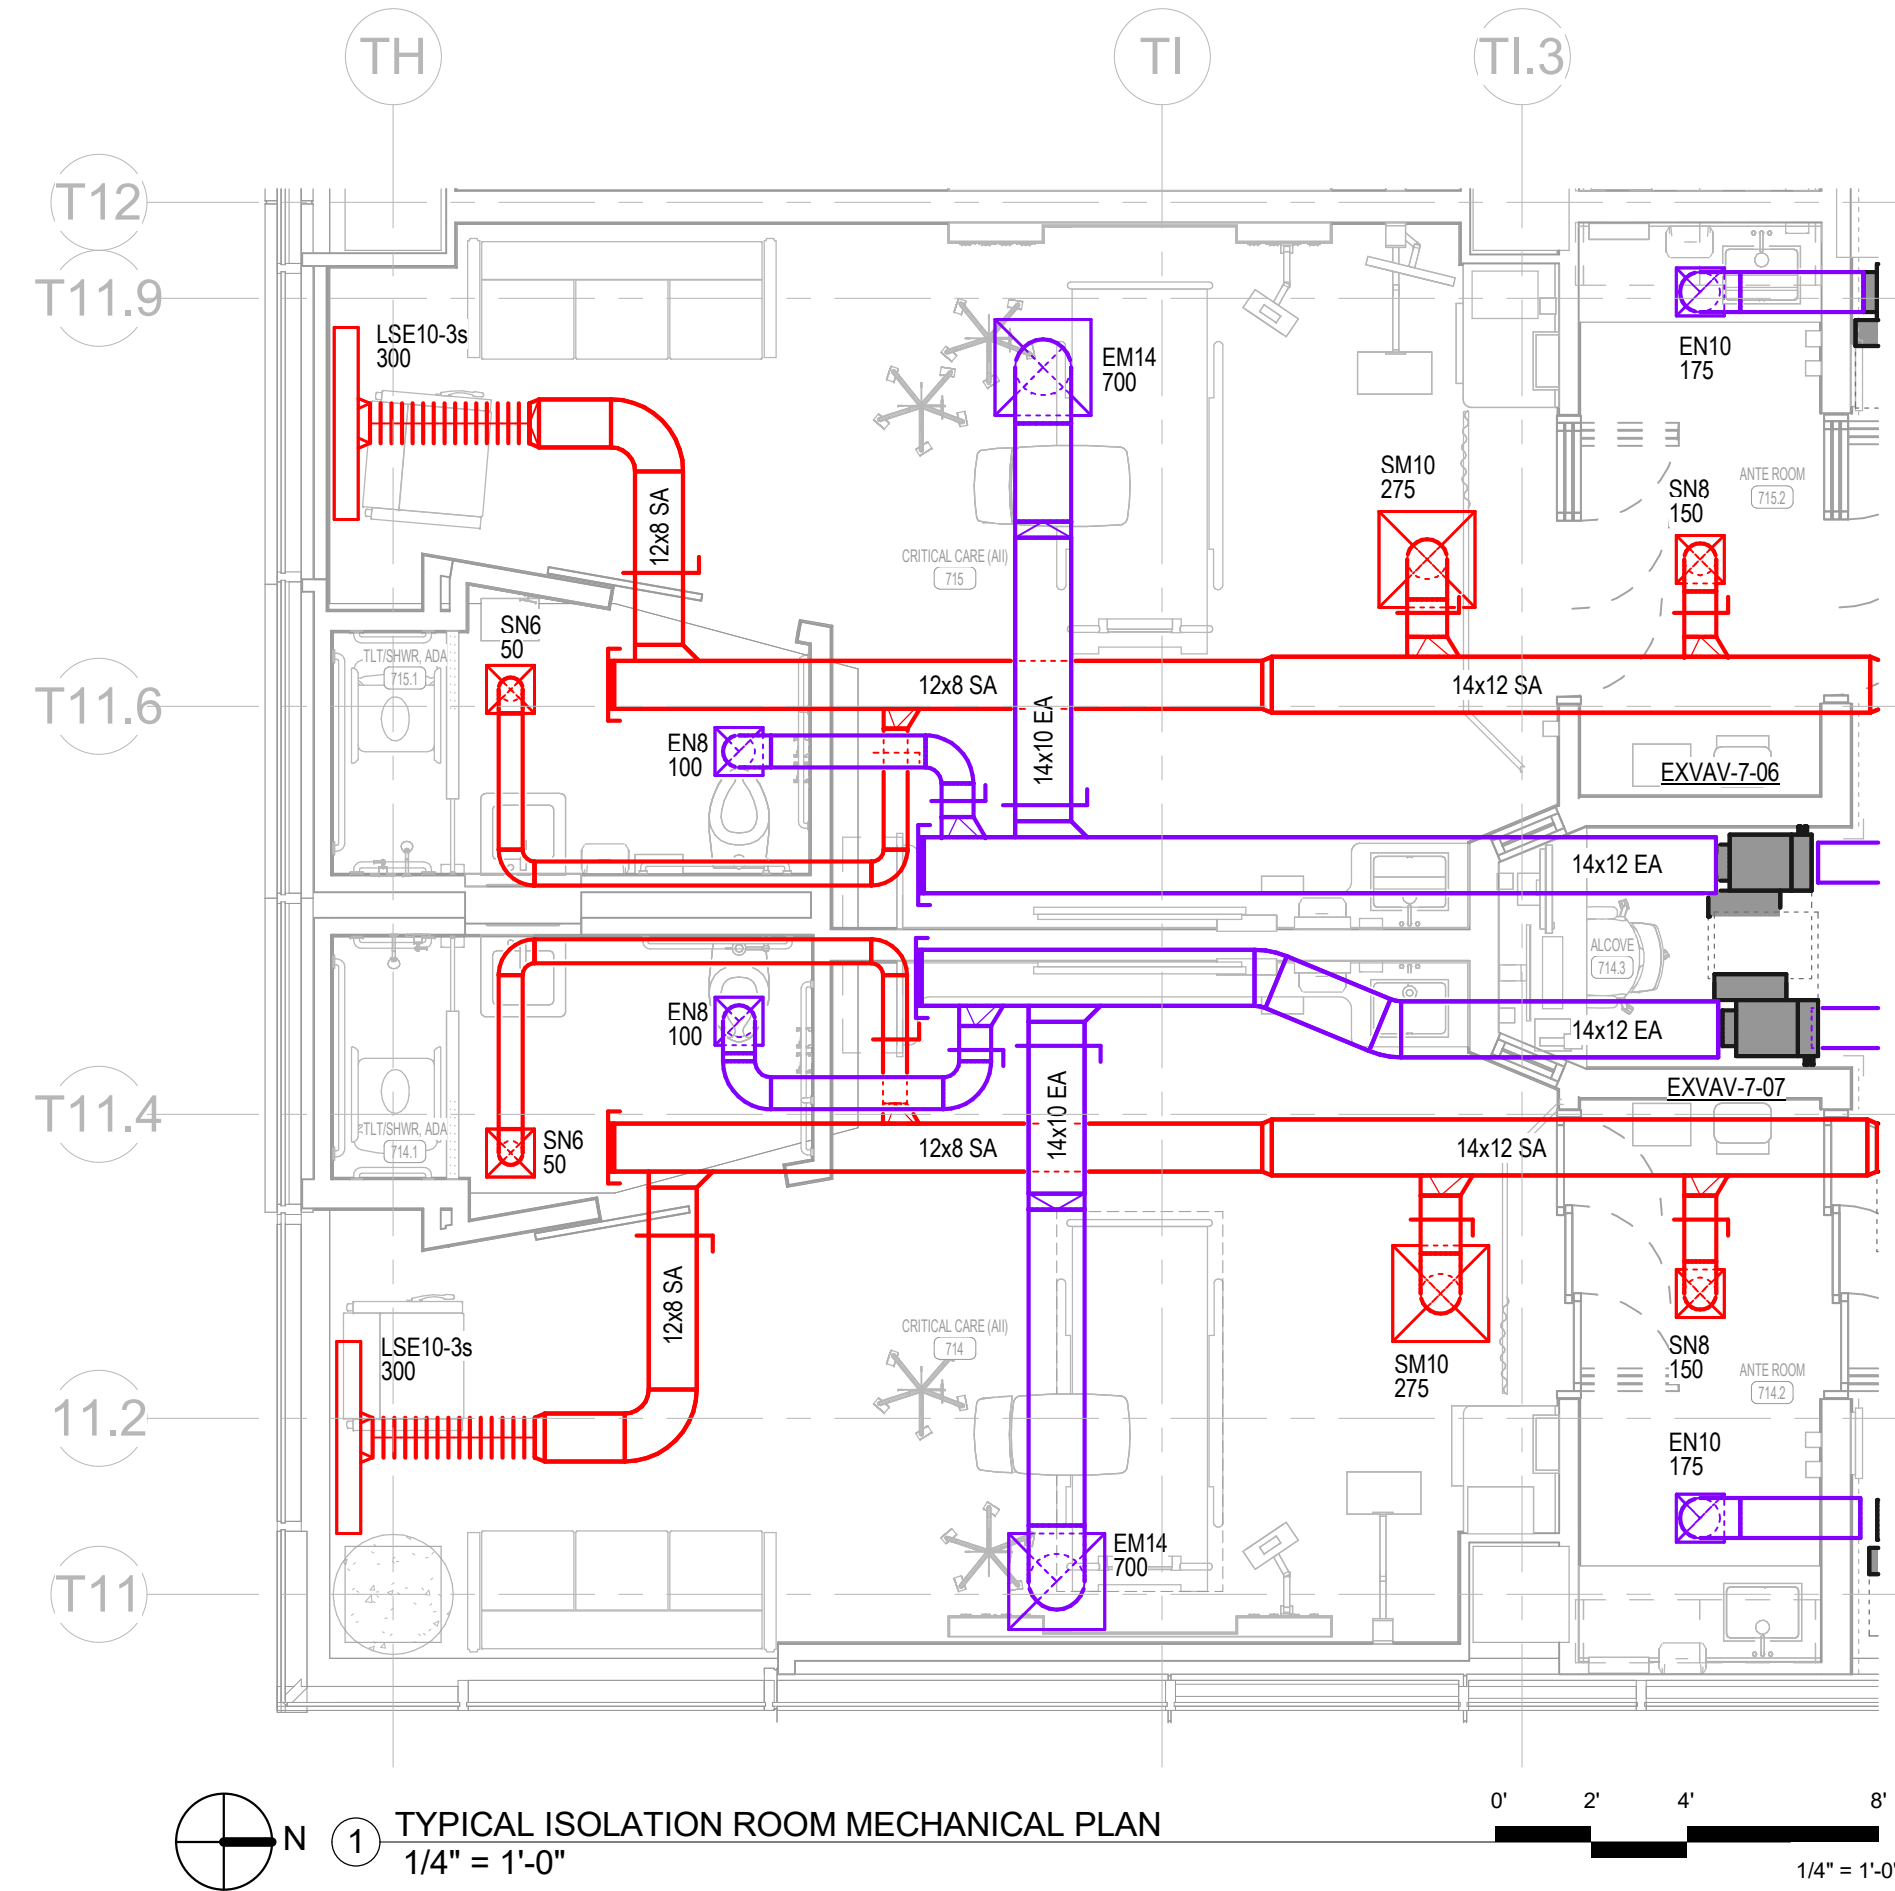 TH
TI
TI.3
T12
T11.9
LSE10-3s
300
EM14
700
EN10
175
SM10
275
ANTE ROOM
715.2
SN8
150
12x8 SA
CRITICAL CARE (AII)
715
SN6
50
TLT/SHWR, ADA
715.1
T11.6
12x8 SA
14x12 SA
EN8
100
14x10 EA
EXVAV-7-06
14x12 EA
ALCOVE
714.3
EN8
100
14x12 EA
EXVAV-7-07
T11.4
14x10 EA
TLT/SHWR, ADA
714.1
SN6
50
12x8 SA
14x12 SA
12x8 SA
CRITICAL CARE (AII)
714
LSE10-3s
300
SM10
275
SN8
150
ANTE ROOM
714.2
11.2
EN10
175
EM14
700
T11
N
1
TYPICAL ISOLATION ROOM MECHANICAL PLAN
1/4" = 1'-0"
0' 2' 4' 8'
1/4" = 1'-0"